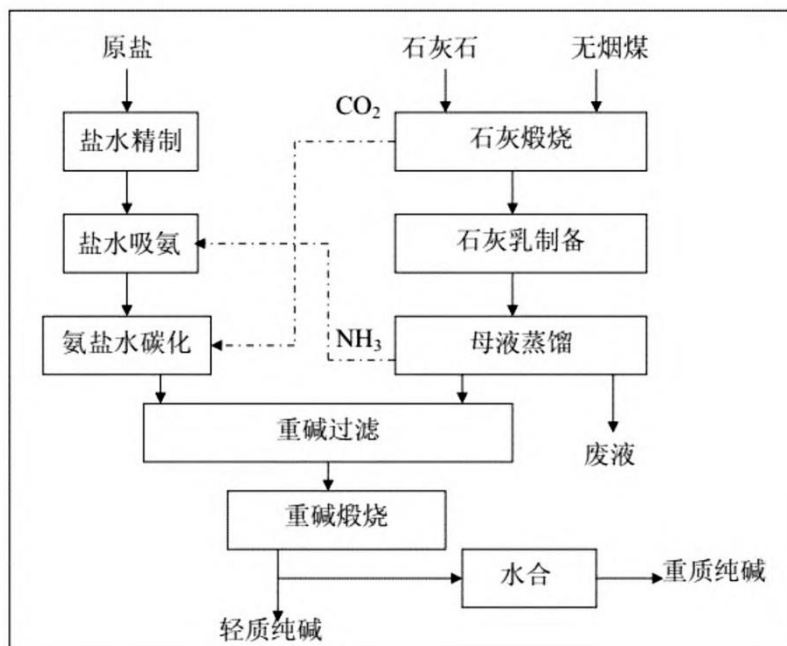 原盐
石灰石
无烟煤
CO₂
盐水精制
石灰煅烧
盐水吸氨
石灰乳制备
NH₃
氨盐水碳化
母液蒸馏
重碱过滤
废液
重碱煅烧
水合
重质纯碱
轻质纯碱